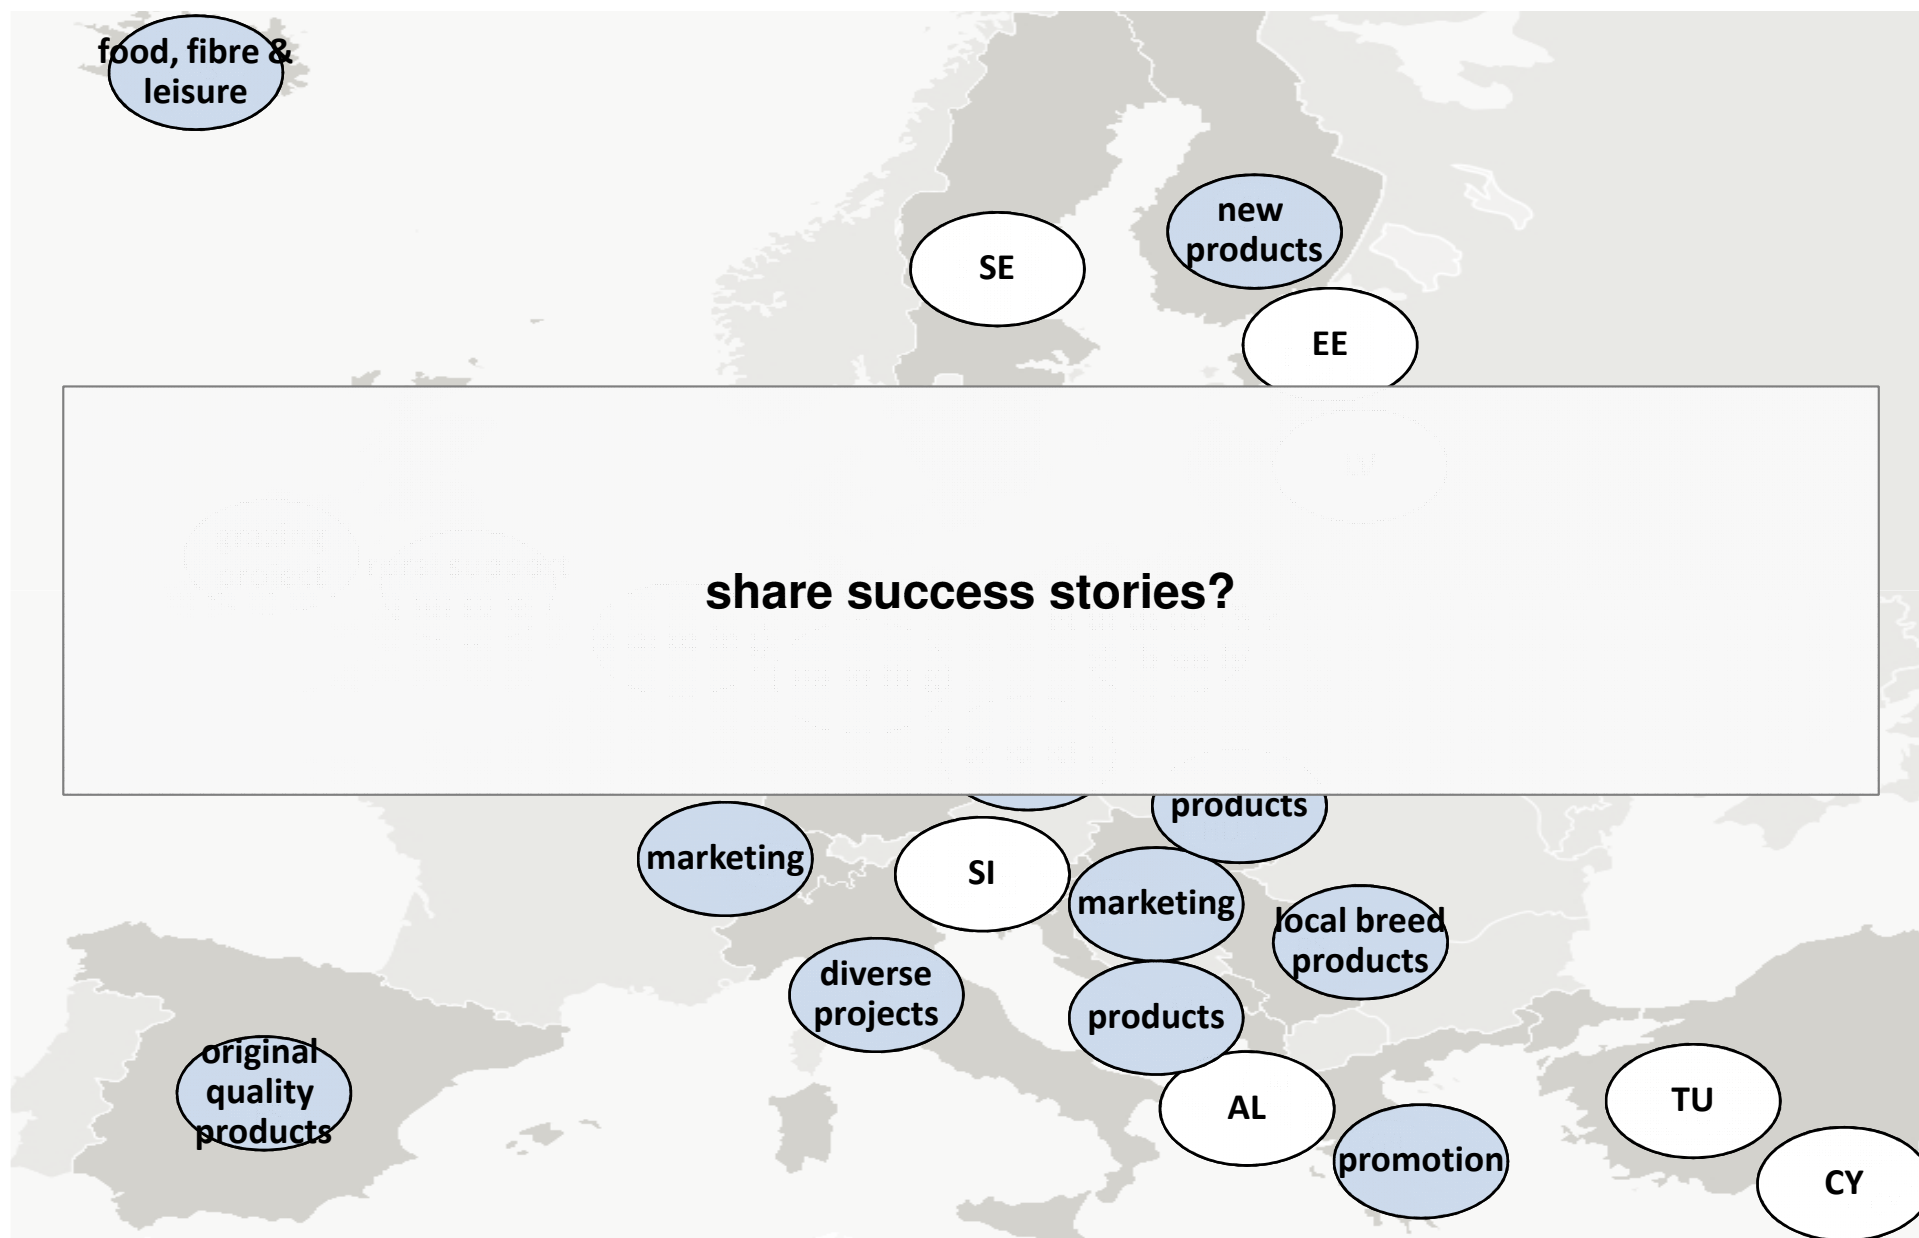 food, fibre &
leisure
new
products
SE
EE
share success stories?
products
marketing
SI
marketing
local breed
products
diverse
projects
products
original
quality
products
AL
TU
promotion
CY